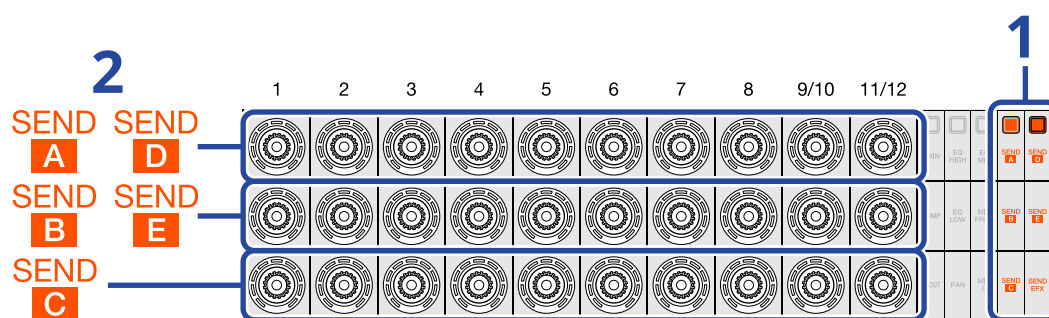 1
2
1 2 3 4 5 6 7 8 9/10 11/12
SEND SEND
A D
SEND SEND
B E
SEND
C
EQ HIGH
SEND A SEND D
EQ LOW
SEND B SEND E
PAN
SEND C SEND EFX